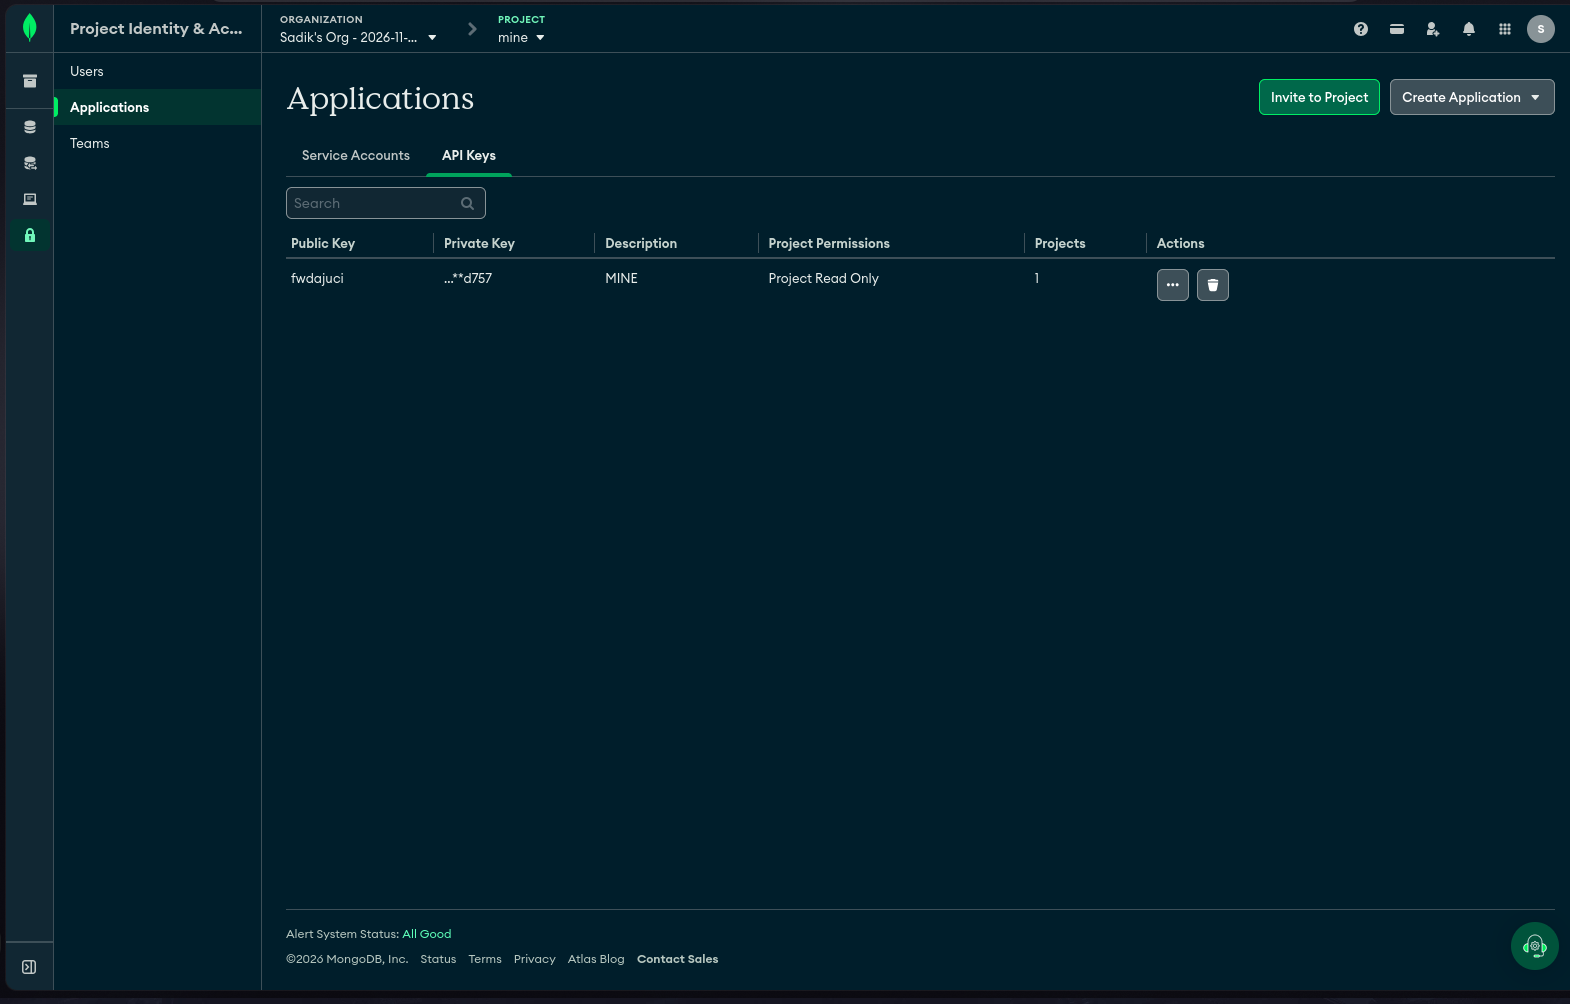 Project Identity & Ac...
ORGANIZATION
Sadik's Org - 2026-11-...
PROJECT
mine
S
Users
Applications
Teams
Applications
Invite to Project
Create Application
Service Accounts
API Keys
Search
Public Key Private Key Description Project Permissions Projects Actions
fwdajuci ...**d757 MINE Project Read Only 1
Alert System Status: All Good
©2026 MongoDB, Inc. Status Terms Privacy Atlas Blog Contact Sales